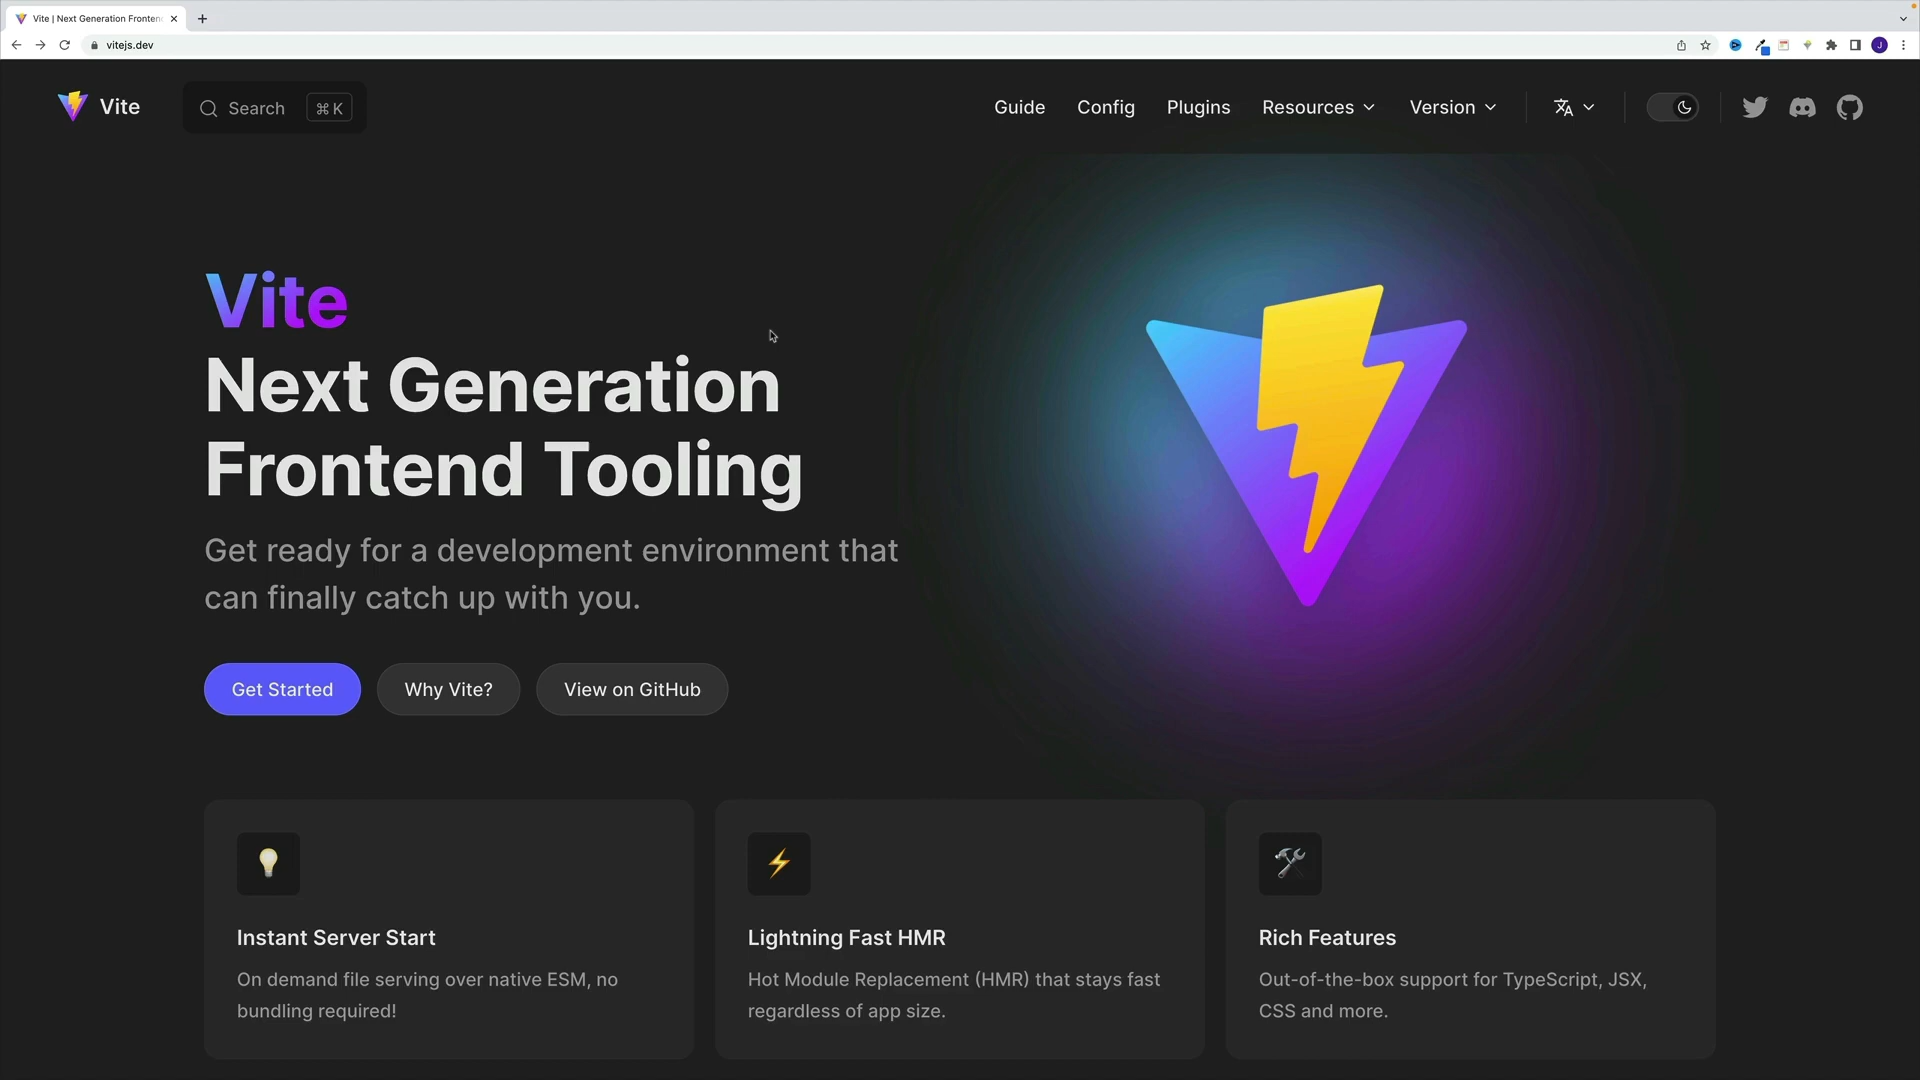 Vite | Next Generation Fronten
vitejs.dev
J
Vite
Search
⌘ K
Guide
Config
Plugins
Resources
Version
Vite
Next Generation
Frontend Tooling
Get ready for a development environment that
can finally catch up with you.
Get Started
Why Vite?
View on GitHub
Instant Server Start
On demand file serving over native ESM, no
bundling required!
Lightning Fast HMR
Hot Module Replacement (HMR) that stays fast
regardless of app size.
Rich Features
Out-of-the-box support for TypeScript, JSX,
CSS and more.